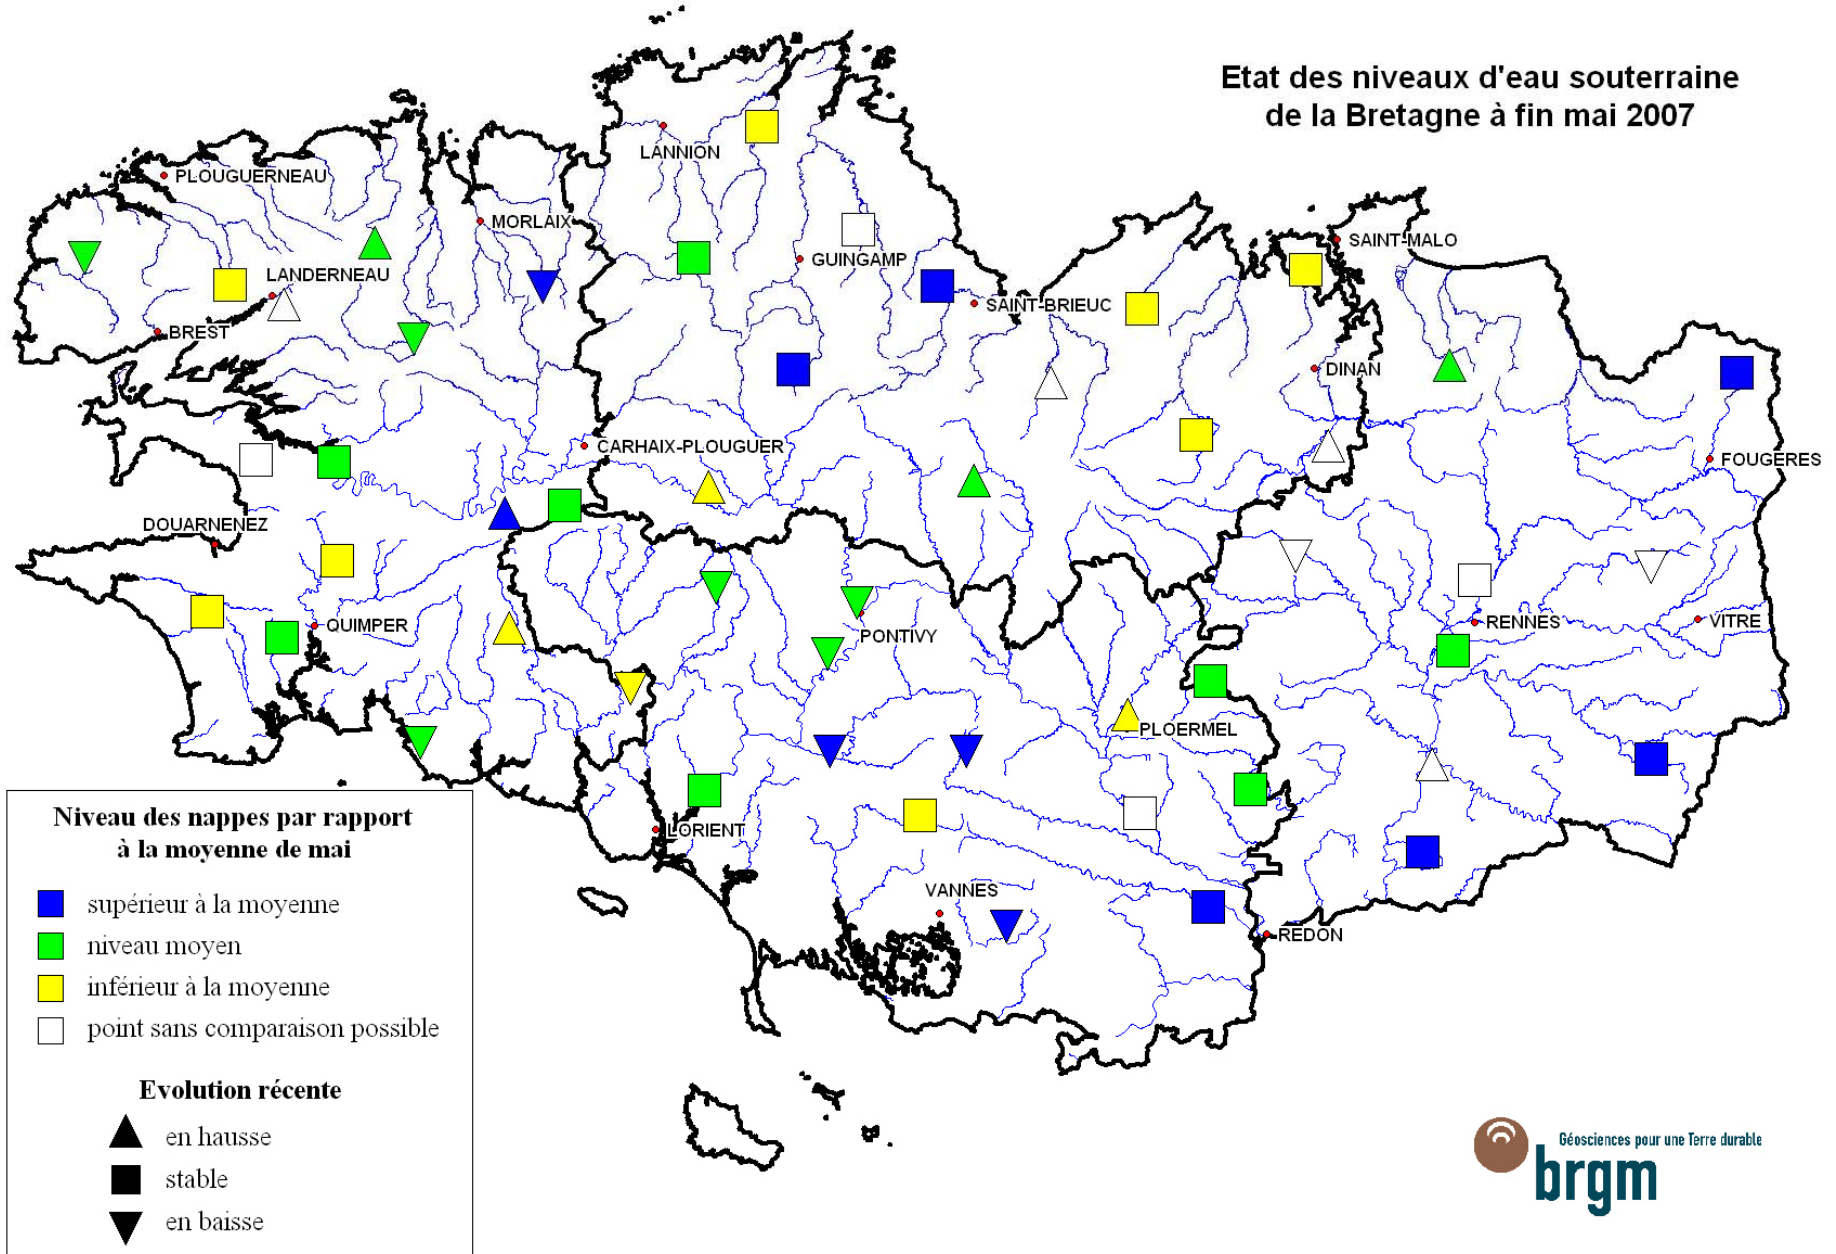 Etat des niveaux d'eau souterraine
de la Bretagne à fin mai 2007
LANNION
PLOUGUERNEAU
MORLAIX
SAINT-MALO
GUINGAMP
LANDERNEAU
SAINT-BRIEUC
BREST
DINAN
CARHAIX-PLOUGUER
FOUGERES
DOUARNENEZ
QUIMPER
PONTIVY
RENNES
VITRE
PLOERMEL
LORIENT
VANNES
REDON
Niveau des nappes par rapport
à la moyenne de mai
supérieur à la moyenne
niveau moyen
inférieur à la moyenne
point sans comparaison possible
Evolution récente
en hausse
stable
en baisse
Géosciences pour une Terre durable
brgm